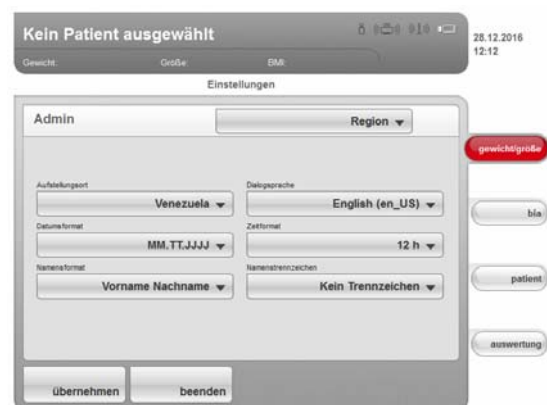 Kein Patient ausgewählt
28.12.2016
12:12
Gewicht: Größe: BMI:
Einstellungen
Admin
Region
gewicht/größe
Aufstellungsort
Dialogsprache
Venezuela
English (en_US)
bia
Datumsformat
Zeitformat
MM.TT.JJJJ
12 h
Namensformat
Namenstrennzeichen
Vorname Nachname
Kein Trennzeichen
patient
auswertung
übernehmen
beenden